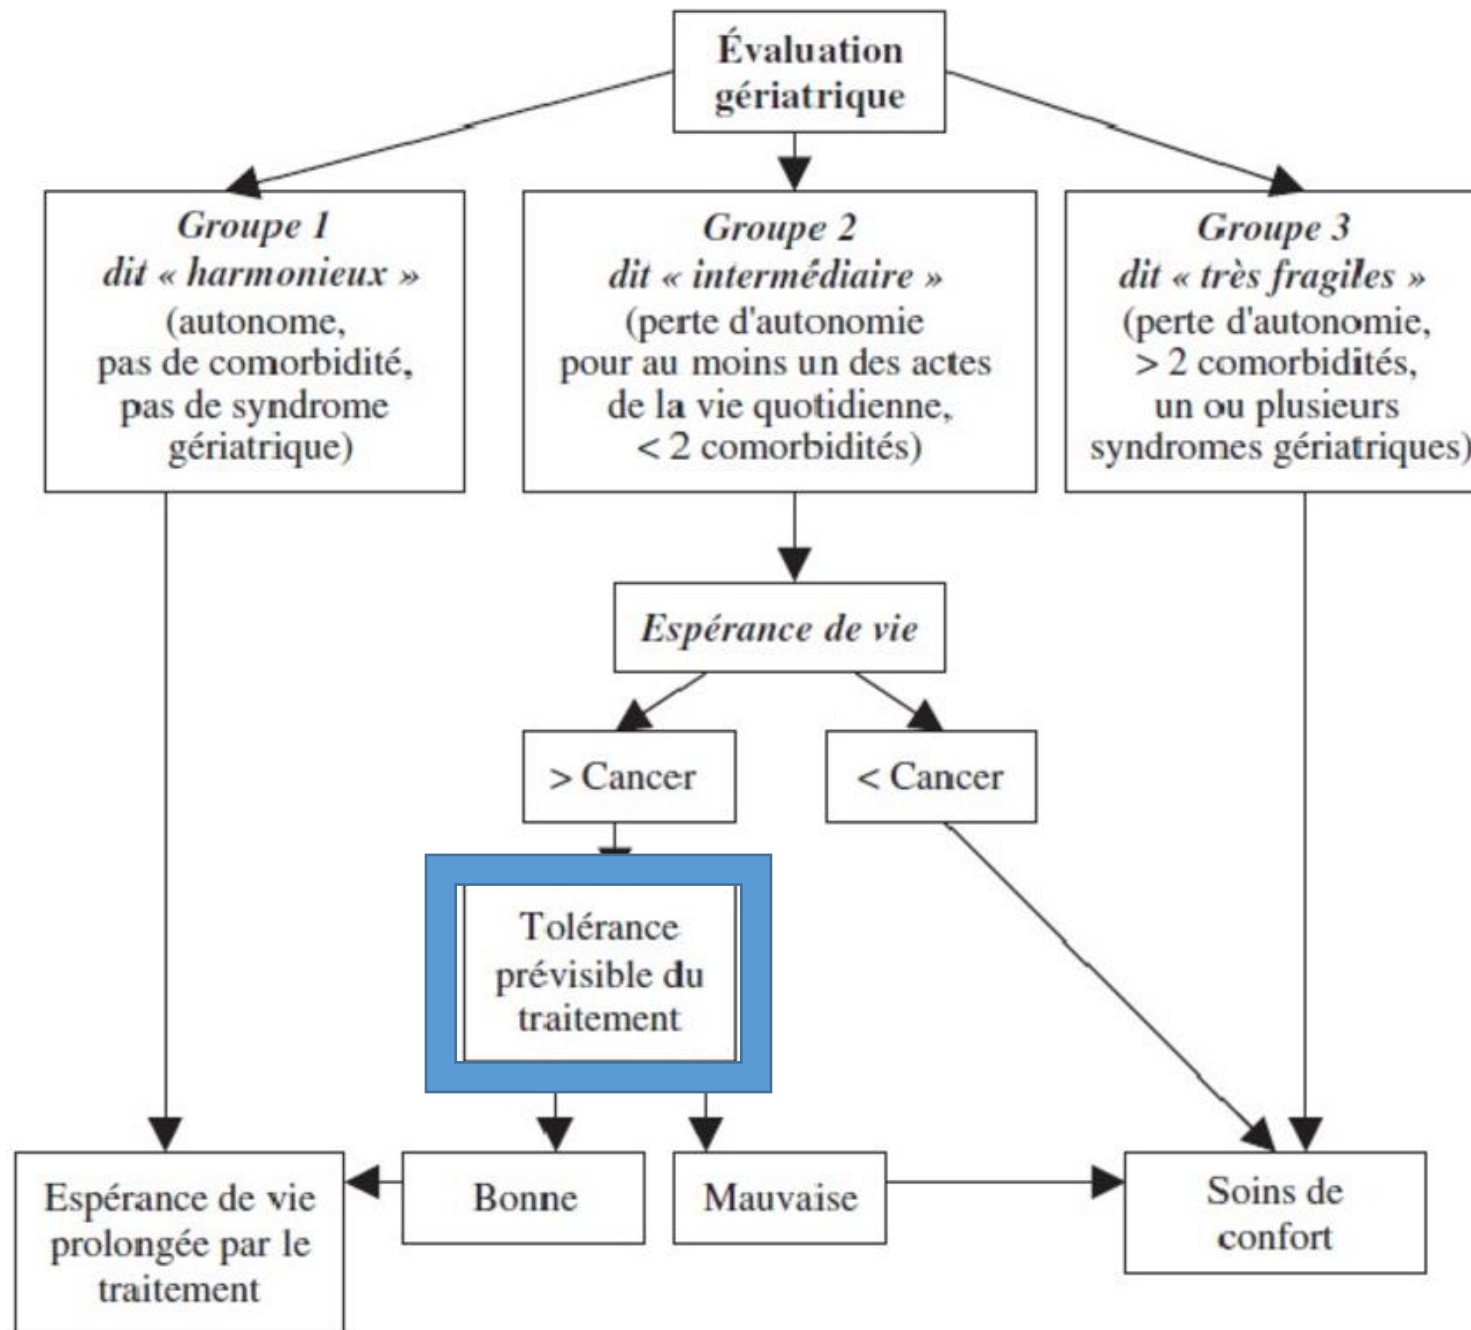 Évaluation
gériatrique
Groupe 1
dit « harmonieux »
(autonome,
pas de comorbidité,
pas de syndrome
gériatrique)
Groupe 2
dit « intermédiaire »
(perte d'autonomie
pour au moins un des actes
de la vie quotidienne,
< 2 comorbidités)
Groupe 3
dit « très fragiles »
(perte d'autonomie,
> 2 comorbidités,
un ou plusieurs
syndromes gériatriques)
Espérance de vie
> Cancer
< Cancer
Tolérance
prévisible du
traitement
Espérance de vie
prolongée par le
traitement
Bonne
Mauvaise
Soins de
confort